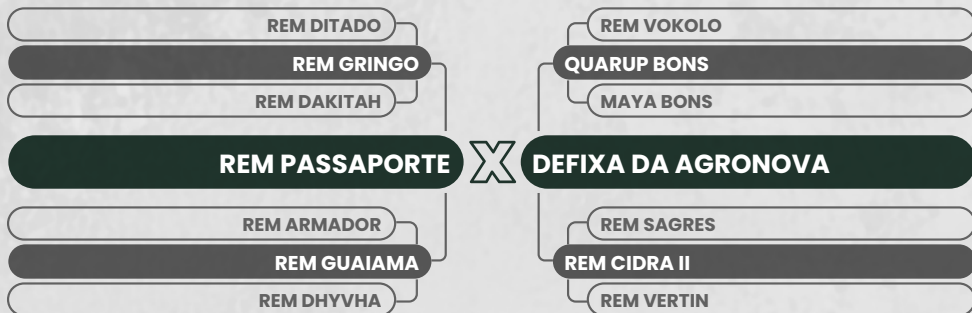 REM DITADO REM VOKOLO
REM GRINGO QUARUP BONS
REM DAKITAH MAYA BONS
REM PASSAPORTE X DEFIXA DA AGRONOVA
REM ARMADOR REM SAGRES
REM GUAIAMA REM CIDRA II
REM DHYVHA REM VERTIN